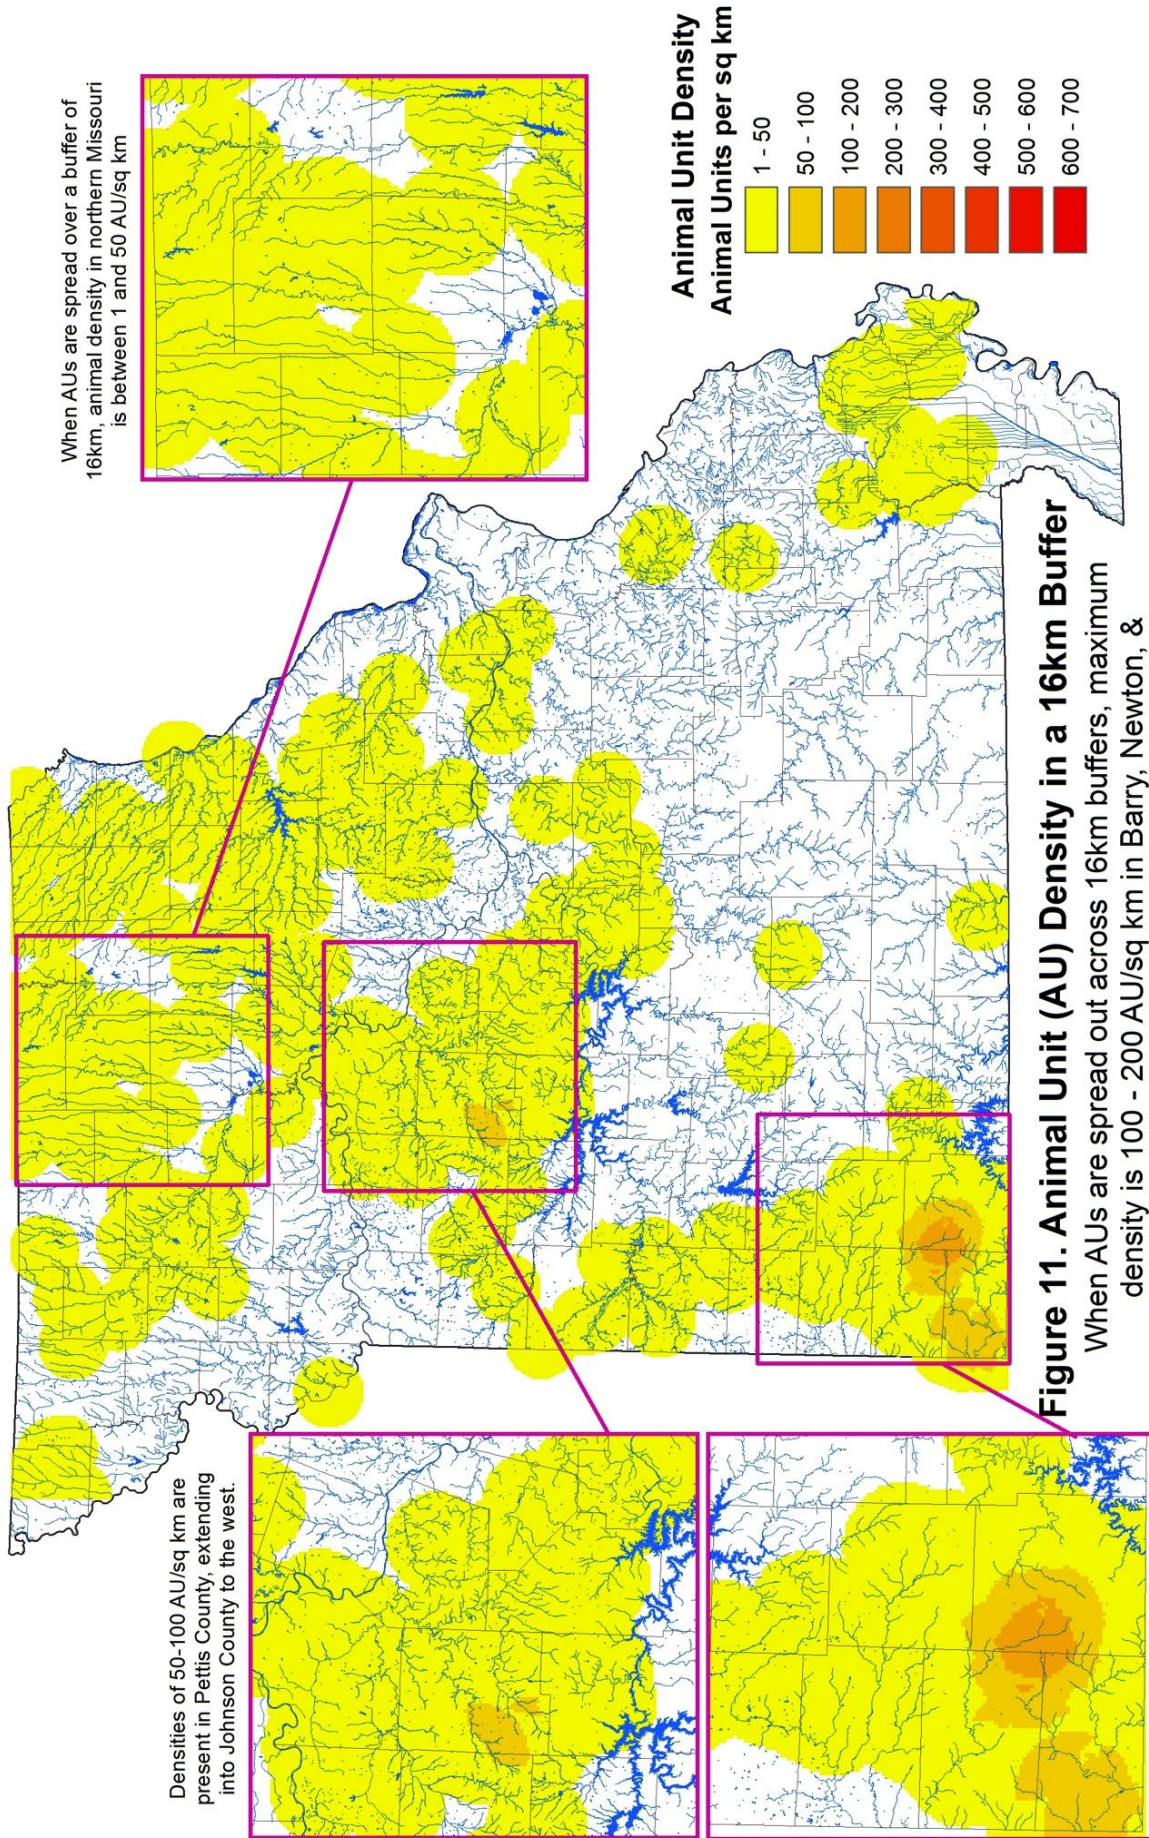 When AUs are spread over a buffer of
16km, animal density in northern Missouri
is between 1 and 50 AU/sq km
Densities of 50-100 AU/sq km are
present in Pettis County, extending
into Johnson County to the west.
Animal Unit Density
Animal Units per sq km
1 - 50
50 - 100
100 - 200
200 - 300
300 - 400
400 - 500
500 - 600
600 - 700
Figure 11. Animal Unit (AU) Density in a 16km Buffer
When AUs are spread out across 16km buffers, maximum
density is 100 - 200 AU/sq km in Barry, Newton, &